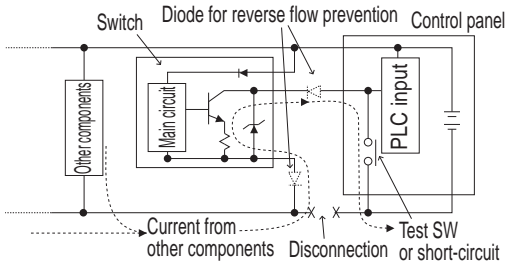 Diode for reverse flow prevention
Switch
Control panel
Other components
Main circuit
PLC input
Current from
other components
Disconnection
Test SW
or short-circuit